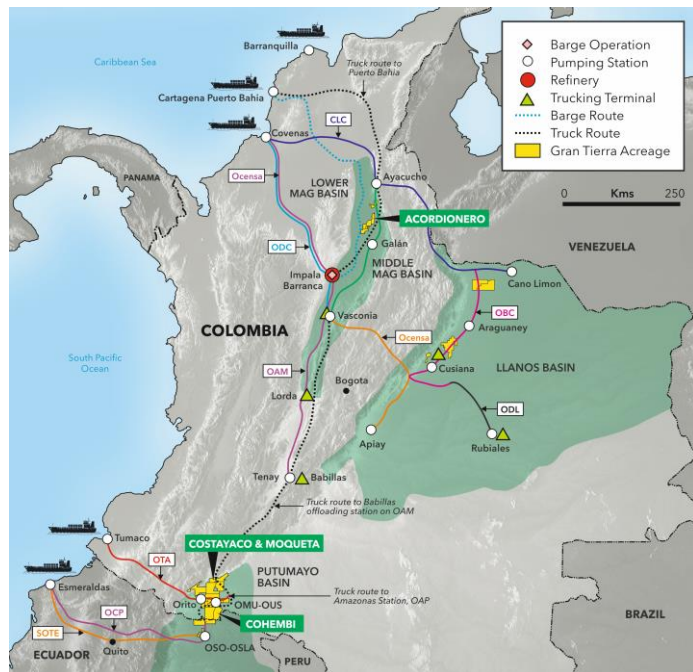 Caribbean Sea
Barranquilla
Truck route to
Puerto Bahia
Cartagena Puerto Bahia
CLC
Covenas
Barge Operation
Pumping Station
Refinery
Trucking Terminal
Barge Route
Truck Route
Gran Tierra Acreage
0
Kms
250
PANAMA
Ocensa
LOWER
MAG BASIN
Ayacucho
ACORDIONERO
VENEZUELA
ODC
Galán
MIDDLE
MAG BASIN
Impala
Barranca
Cano Limon
COLOMBIA
Vasconia
Ocensa
OBC
Araguaney
South Pacific
Ocean
OAM
Bogota
Cusiana
LLANOS BASIN
Lorda
ODL
Apiay
Rubiales
Tenay
Babillas
Truck route to Babillas
offloading station on OAM
Tumaco
COSTAYACO & MOQUETA
OTA
PUTUMAYO
BASIN
Esmeraldas
Orito
OMU-OUS
Truck route to
Amazonas Station, OAP
OCP
COHEMBI
SOTE
Quito
OSO-OSLA
ECUADOR
PERU
BRAZIL